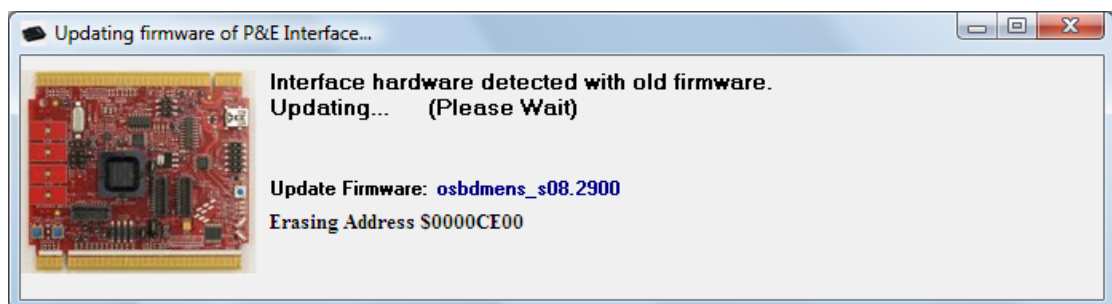 Updating firmware of P&E Interface...
Interface hardware detected with old firmware.
Updating... (Please Wait)
Update Firmware: osbdmens_s08.2900
Erasing Address $0000CE00